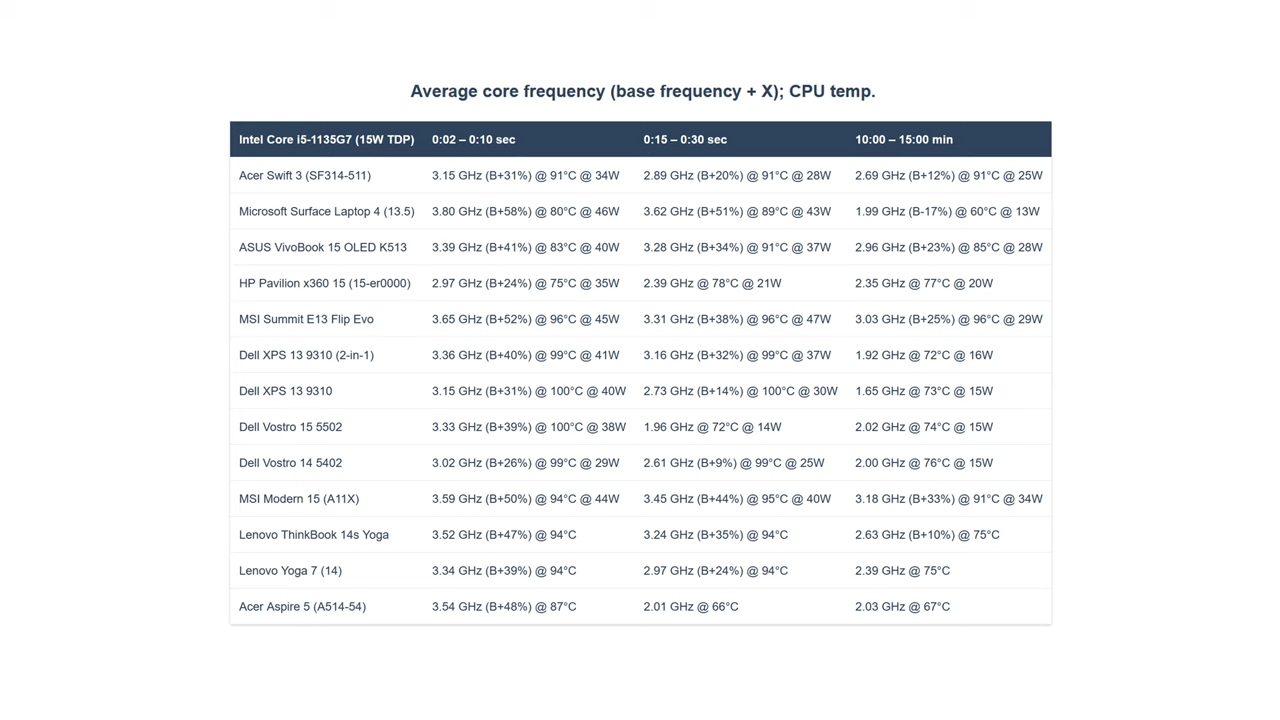 Average core frequency (base frequency + X); CPU temp.
Intel Core i5-1135G7 (15W TDP) 0:02 – 0:10 sec 0:15 – 0:30 sec 10:00 – 15:00 min
Acer Swift 3 (SF314-511) 3.15 GHz (B+31%) @ 91°C @ 34W 2.89 GHz (B+20%) @ 91°C @ 28W 2.69 GHz (B+12%) @ 91°C @ 25W
Microsoft Surface Laptop 4 (13.5) 3.80 GHz (B+58%) @ 80°C @ 46W 3.62 GHz (B+51%) @ 89°C @ 43W 1.99 GHz (B-17%) @ 60°C @ 13W
ASUS VivoBook 15 OLED K513 3.39 GHz (B+41%) @ 83°C @ 40W 3.28 GHz (B+34%) @ 91°C @ 37W 2.96 GHz (B+23%) @ 85°C @ 28W
HP Pavilion x360 15 (15-er0000) 2.97 GHz (B+24%) @ 75°C @ 35W 2.39 GHz @ 78°C @ 21W 2.35 GHz @ 77°C @ 20W
MSI Summit E13 Flip Evo 3.65 GHz (B+52%) @ 96°C @ 45W 3.31 GHz (B+38%) @ 96°C @ 47W 3.03 GHz (B+25%) @ 96°C @ 29W
Dell XPS 13 9310 (2-in-1) 3.36 GHz (B+40%) @ 99°C @ 41W 3.16 GHz (B+32%) @ 99°C @ 37W 1.92 GHz @ 72°C @ 16W
Dell XPS 13 9310 3.15 GHz (B+31%) @ 100°C @ 40W 2.73 GHz (B+14%) @ 100°C @ 30W 1.65 GHz @ 73°C @ 15W
Dell Vostro 15 5502 3.33 GHz (B+39%) @ 100°C @ 38W 1.96 GHz @ 72°C @ 14W 2.02 GHz @ 74°C @ 15W
Dell Vostro 14 5402 3.02 GHz (B+26%) @ 99°C @ 29W 2.61 GHz (B+9%) @ 99°C @ 25W 2.00 GHz @ 76°C @ 15W
MSI Modern 15 (A11X) 3.59 GHz (B+50%) @ 94°C @ 44W 3.45 GHz (B+44%) @ 95°C @ 40W 3.18 GHz (B+33%) @ 91°C @ 34W
Lenovo ThinkBook 14s Yoga 3.52 GHz (B+47%) @ 94°C 3.24 GHz (B+35%) @ 94°C 2.63 GHz (B+10%) @ 75°C
Lenovo Yoga 7 (14) 3.34 GHz (B+39%) @ 94°C 2.97 GHz (B+24%) @ 94°C 2.39 GHz @ 75°C
Acer Aspire 5 (A514-54) 3.54 GHz (B+48%) @ 87°C 2.01 GHz @ 66°C 2.03 GHz @ 67°C